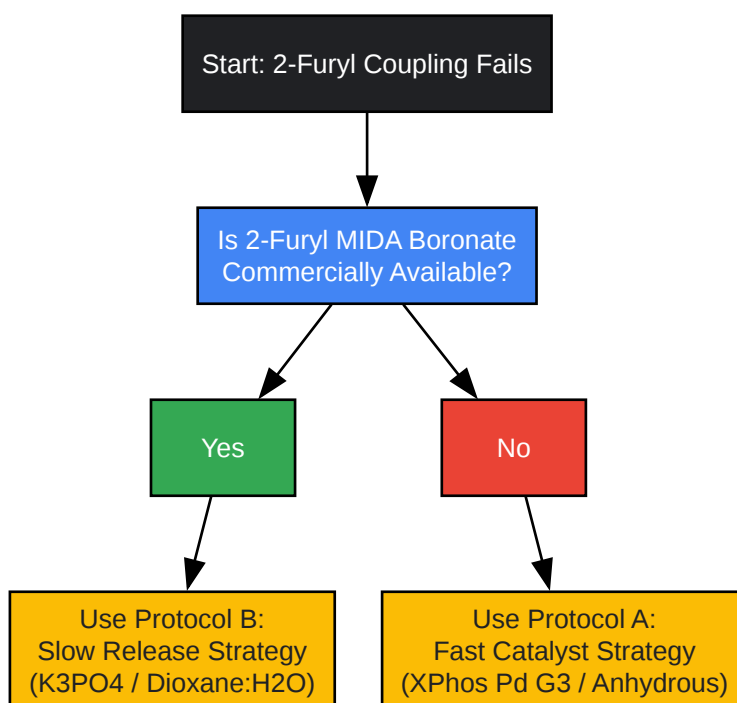 Start: 2-Furyl Coupling Fails
Is 2-Furyl MIDA Boronate
Commercially Available?
Yes
No
Use Protocol B:
Slow Release Strategy
(K3PO4 / Dioxane:H2O)
Use Protocol A:
Fast Catalyst Strategy
(XPhos Pd G3 / Anhydrous)